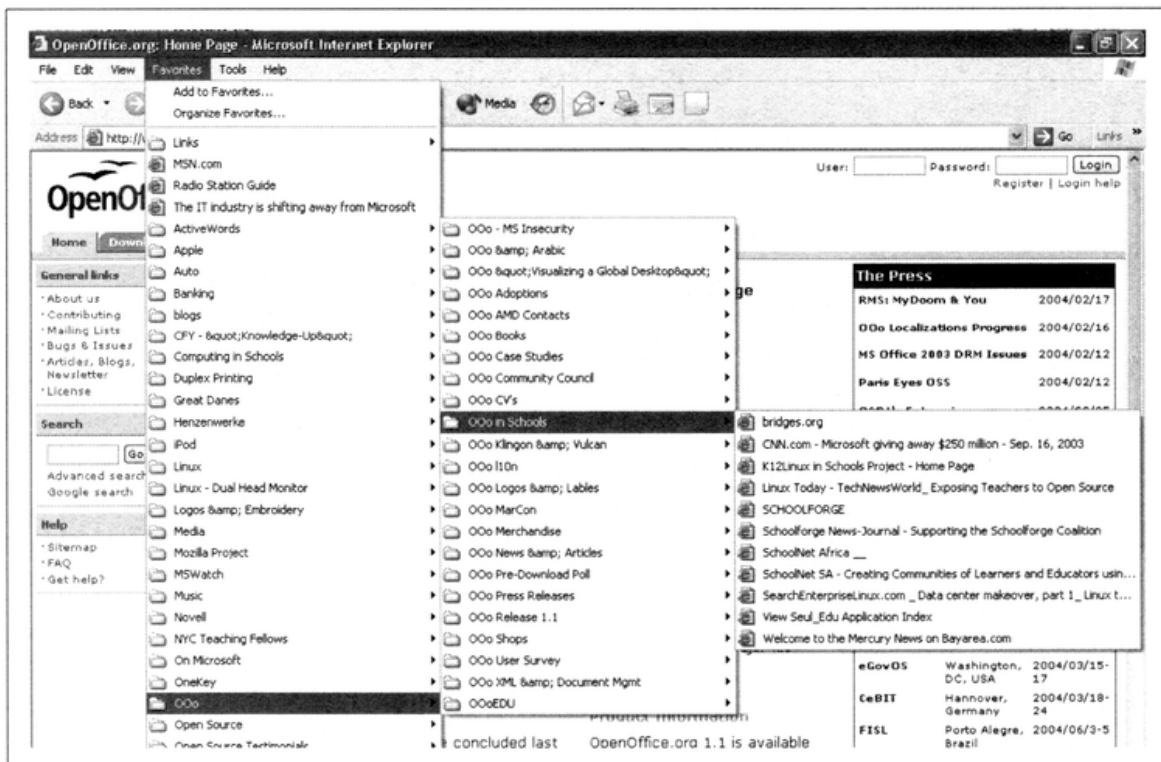 OpenOffice.org: Home Page - Microsoft Internet Explorer
File Edit View Favorites Tools Help
Back Media
Address http:// Go Links »
Add to Favorites...
Organize Favorites...
Links
MSN.com
Radio Station Guide
The IT industry is shifting away from Microsoft
ActiveWords
Apple
Auto
Banking
blogs
CFY - &quot;Knowledge-Up&quot;
Computing in Schools
Duplex Printing
Great Danes
Henzenwerke
iPod
Linux
Linux - Dual Head Monitor
Logos &amp; Embroidery
Media
Mozilla Project
MSWatch
Music
Novell
NYC Teaching Fellows
On Microsoft
OneKey
OOo
Open Source
Open Source Testimonials
OOo - MS Insecurity
OOo &amp; Arabic
OOo &quot;Visualizing a Global Desktop&quot;
OOo Adoptions
OOo AMD Contacts
OOo Books
OOo Case Studies
OOo Community Council
OOo CV's
OOo in Schools
OOo Klingon &amp; Vulcan
OOo l10n
OOo Logos &amp; Lables
OOo MarCon
OOo Merchandise
OOo News &amp; Articles
OOo Pre-Download Poll
OOo Press Releases
OOo Release 1.1
OOo Shops
OOo User Survey
OOo XML &amp; Document Mgmt
OOoEDU
bridges.org
CNN.com - Microsoft giving away $250 million - Sep. 16, 2003
K12Linux in Schools Project - Home Page
Linux Today - TechNewsWorld_ Exposing Teachers to Open Source
SCHOOLFORGE
Schoolforge News-Journal - Supporting the Schoolforge Coalition
SchoolNet Africa __
SchoolNet SA - Creating Communities of Learners and Educators usin...
SearchEnterpriseLinux.com _ Data center makeover, part 1_ Linux t...
View Seul_Edu Application Index
Welcome to the Mercury News on Bayarea.com
OpenOf
Home Down
General links
· About us
· Contributing
· Mailing Lists
· Bugs & Issues
· Articles, Blogs,
Newsletter
· License
Search
Go
Advanced search
Google search
Help
· Sitemap
· FAQ
· Get help?
User: Password: Login
Register | Login help
ge
The Press
RMS: MyDoom & You 2004/02/17
OOo Localizations Progress 2004/02/16
MS Office 2003 DRM Issues 2004/02/12
Paris Eyes OSS 2004/02/12
eGovOS Washington, 2004/03/15-
DC, USA 17
CeBIT Hannover, 2004/03/18-
Germany 24
FISL Porto Alegre, 2004/06/3-5
Brazil
Product Information
e concluded last OpenOffice.org 1.1 is available